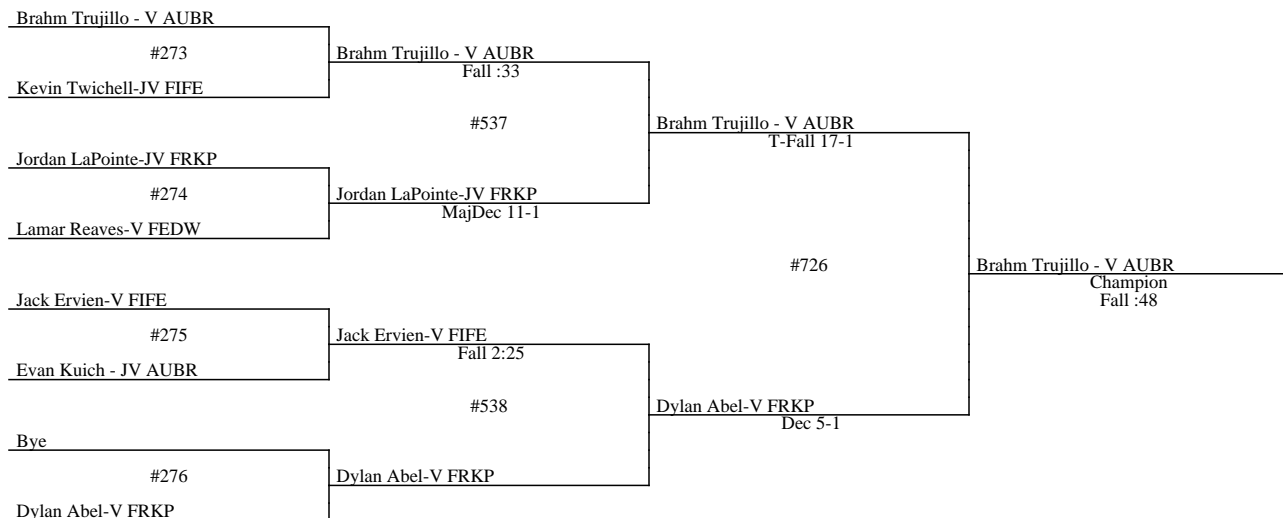 Brahm Trujillo - V AUBR
#273
Brahm Trujillo - V AUBR
Fall :33
Kevin Twichell-JV FIFE
#537
Brahm Trujillo - V AUBR
T-Fall 17-1
Jordan LaPointe-JV FRKP
#274
Jordan LaPointe-JV FRKP
MajDec 11-1
Lamar Reaves-V FEDW
#726
Brahm Trujillo - V AUBR
Champion
Fall :48
Jack Ervien-V FIFE
#275
Jack Ervien-V FIFE
Fall 2:25
Evan Kuich - JV AUBR
#538
Dylan Abel-V FRKP
Dec 5-1
Bye
#276
Dylan Abel-V FRKP
Dylan Abel-V FRKP